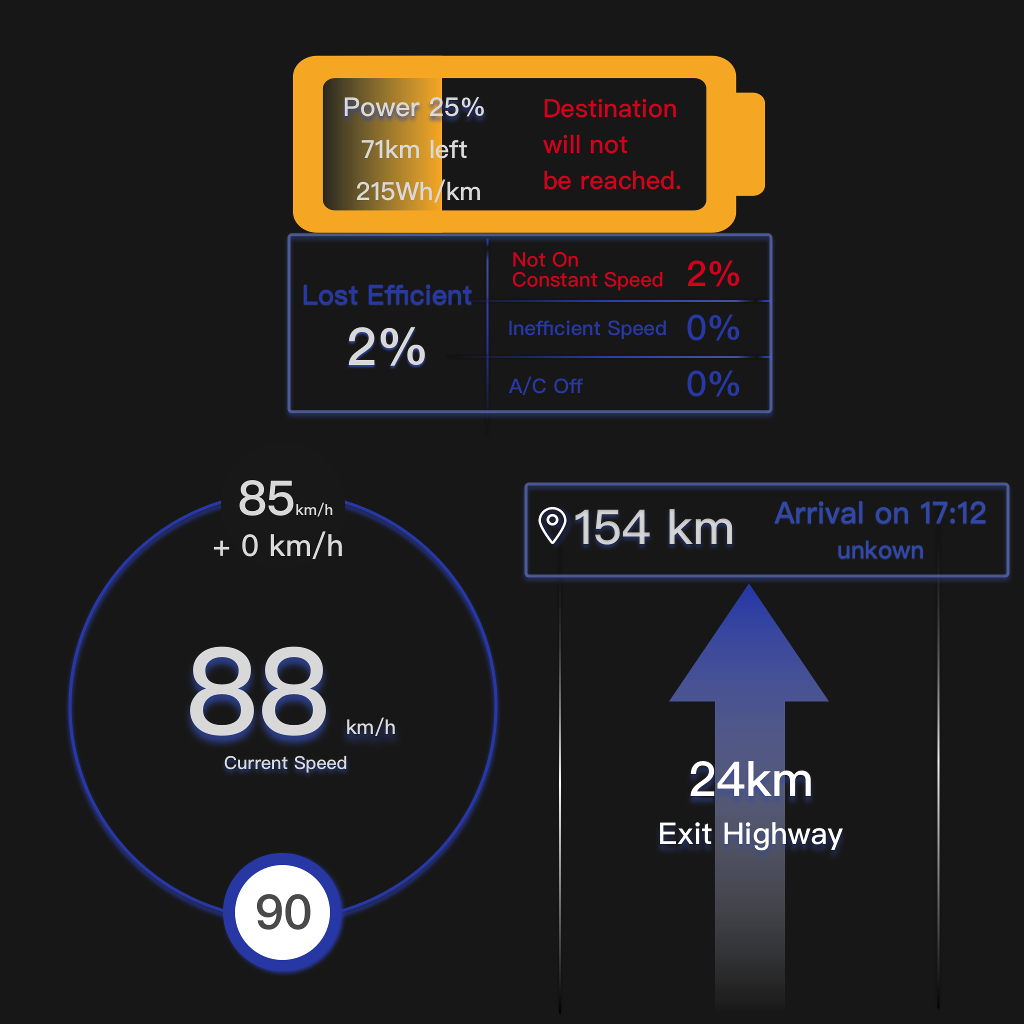 Power 25%
71km left
215Wh/km
Destination
will not
be reached.
Lost Efficient
2%
Not On
Constant Speed 2%
Inefficient Speed 0%
A/C Off 0%
85km/h
+ 0 km/h
88 km/h
Current Speed
90
154 km
Arrival on 17:12
unkown
24km
Exit Highway